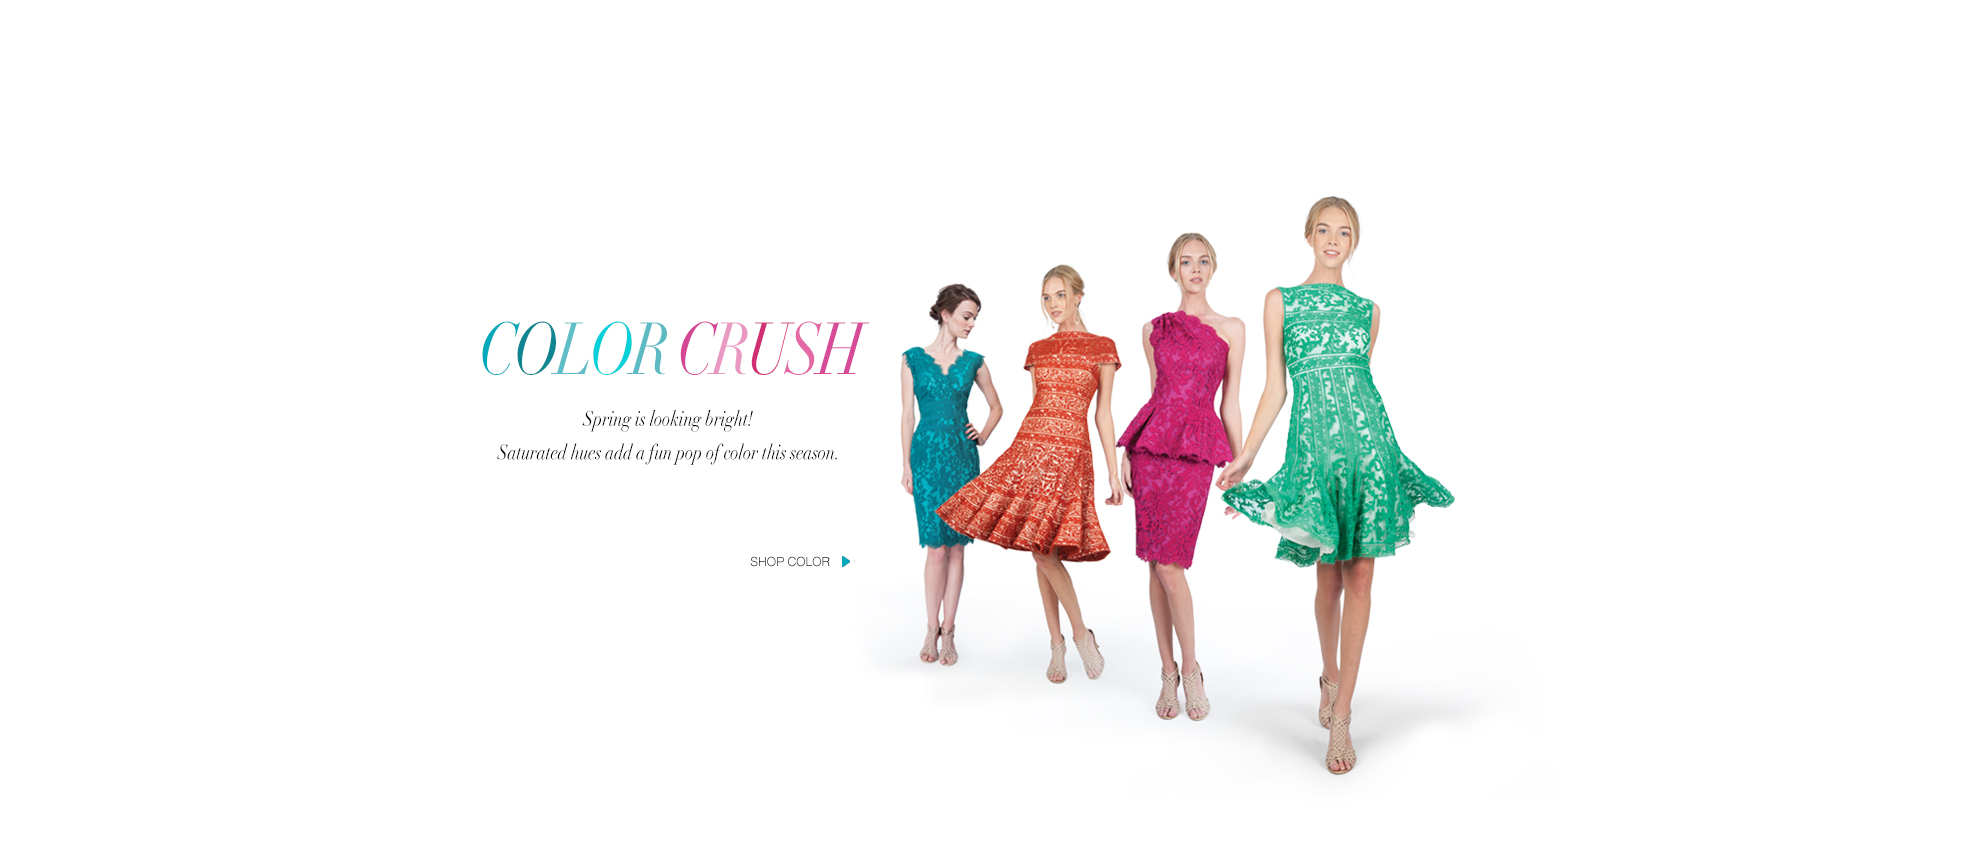 COLOR CRUSH
Spring is looking bright!
Saturated hues add a fun pop of color this season.
SHOP COLOR